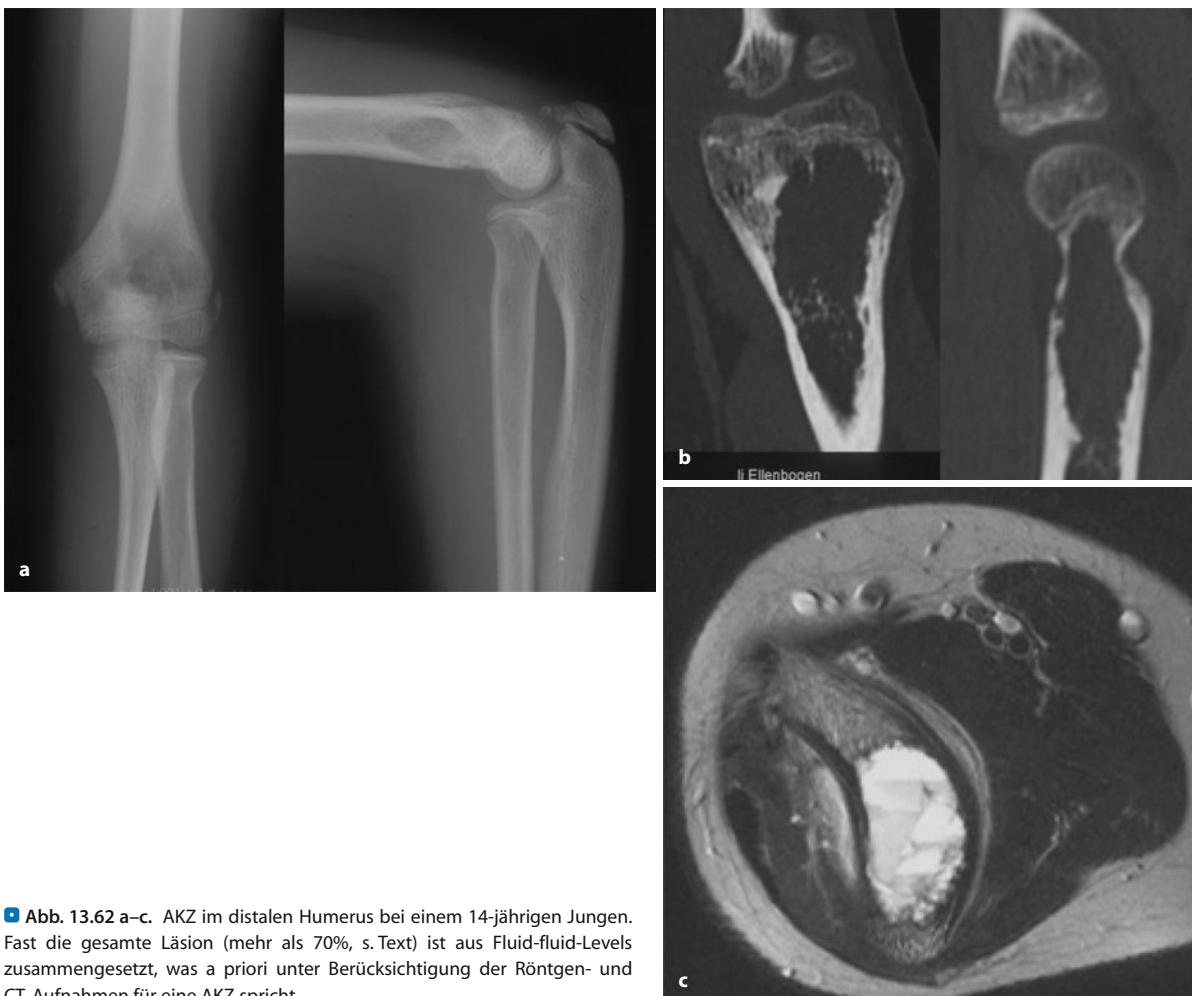 a
b
li Ellenbogen
c
Abb. 13.62 a–c. AKZ im distalen Humerus bei einem 14-jährigen Jungen.
Fast die gesamte Läsion (mehr als 70%, s. Text) ist aus Fluid-fluid-Levels
zusammengesetzt, was a priori unter Berücksichtigung der Röntgen- und
CT-Aufnahmen für eine AKZ spricht